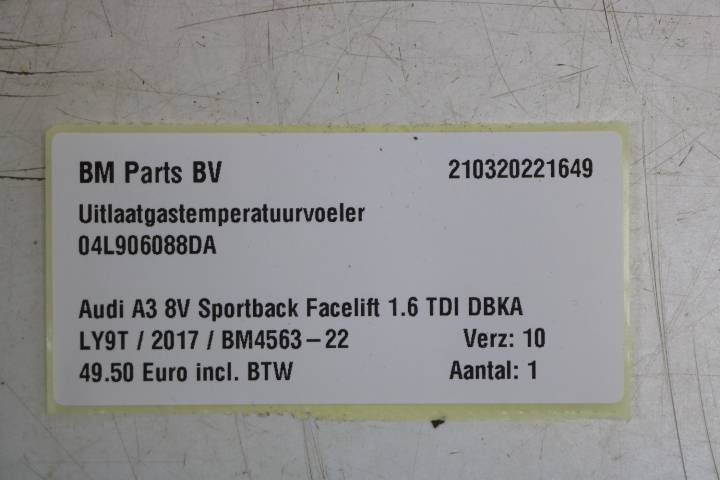 BM Parts BV 210320221649
Uitlaatgastemperatuurvoeler
04L906088DA
Audi A3 8V Sportback Facelift 1.6 TDI DBKA
LY9T / 2017 / BM4563-22 Verz: 10
49.50 Euro incl. BTW Aantal: 1